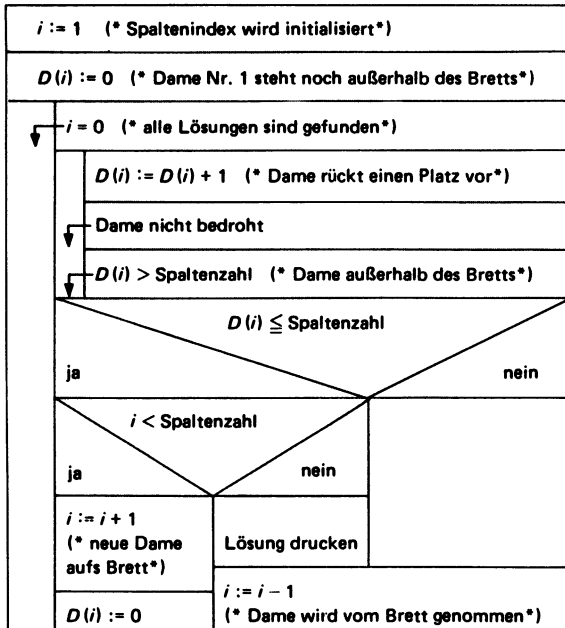 i := 1 (* Spaltenindex wird initialisiert*)
D(i) := 0 (* Dame Nr. 1 steht noch außerhalb des Bretts*)
i = 0 (* alle Lösungen sind gefunden*)
D(i) := D(i) + 1 (* Dame rückt einen Platz vor*)
Dame nicht bedroht
D(i) > Spaltenzahl (* Dame außerhalb des Bretts*)
D(i) ≦ Spaltenzahl
ja
nein
i < Spaltenzahl
ja
nein
i := i + 1
(* neue Dame
aufs Brett*)
D(i) := 0
Lösung drucken
i := i − 1
(* Dame wird vom Brett genommen*)